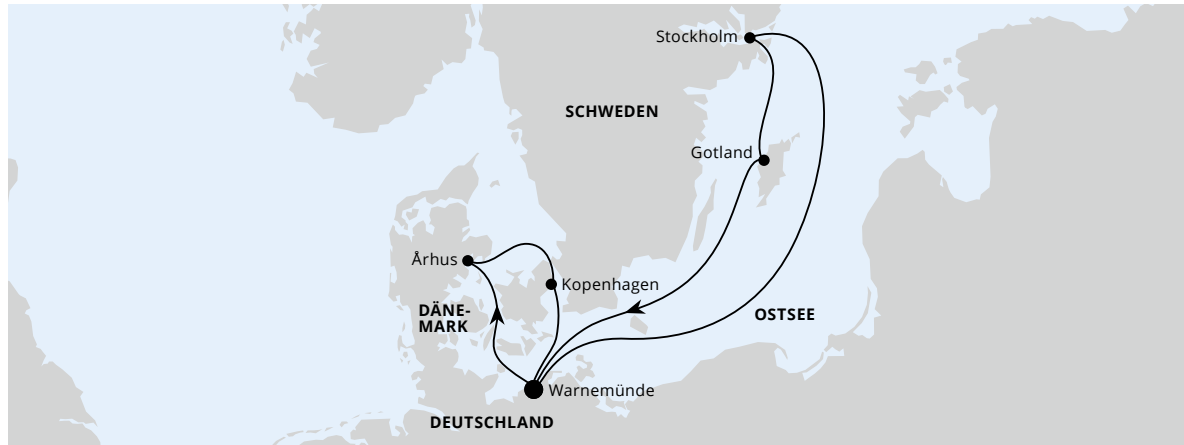 Stockholm
SCHWEDEN
Gotland
Århus
Kopenhagen
DÄNE-
MARK
OSTSEE
Warnemünde
DEUTSCHLAND